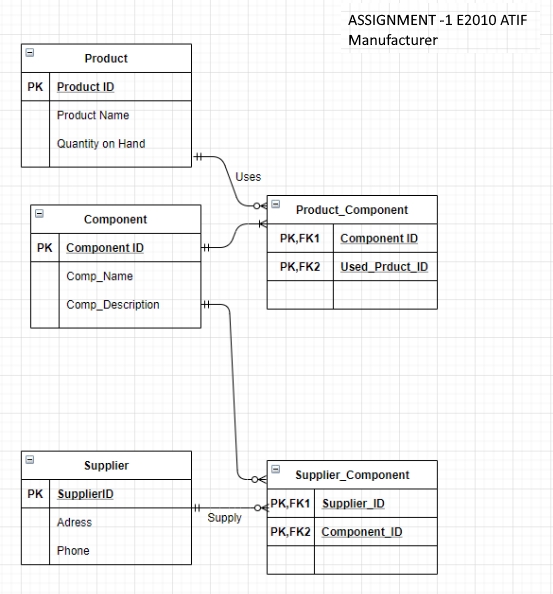 ASSIGNMENT -1 E2010 ATIF
Manufacturer
Product
PK Product ID
Product Name
Quantity on Hand
Uses
Component
PK Component ID
Comp_Name
Comp_Description
Product_Component
PK,FK1 Component ID
PK,FK2 Used_Prduct_ID
Supplier
PK SupplierID
Adress
Phone
Supply
Supplier_Component
PK,FK1 Supplier_ID
PK,FK2 Component_ID